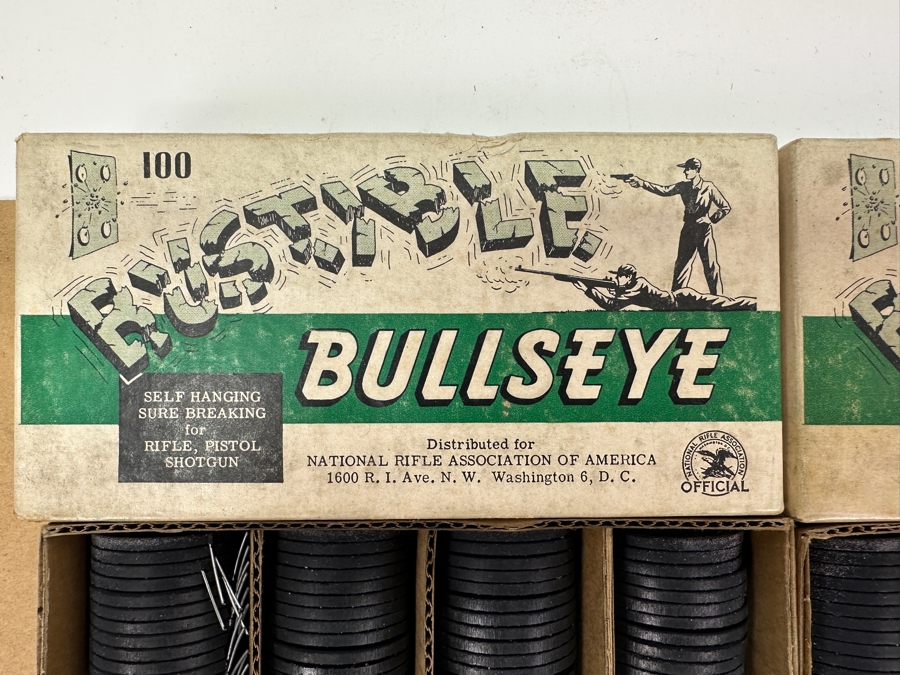 100
BUSTIBLE
BULLSEYE
SELF HANGING
SURE BREAKING
for
RIFLE, PISTOL
SHOTGUN
Distributed for
NATIONAL RIFLE ASSOCIATION OF AMERICA
1600 R. I. Ave. N. W. Washington 6, D. C.
NATIONAL RIFLE ASSOCIATION
OFFICIAL
B